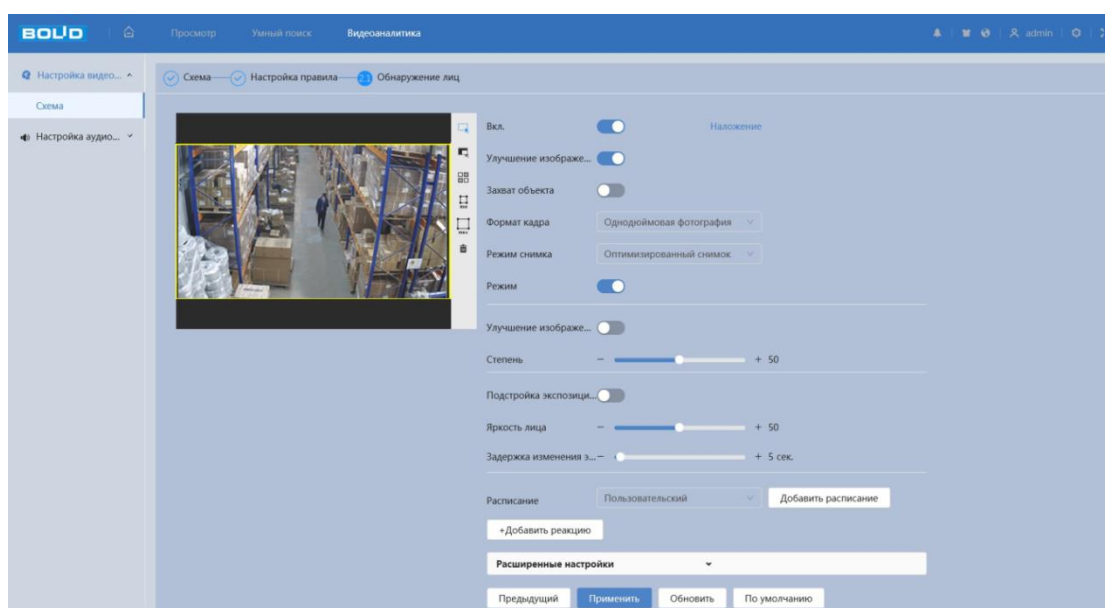 BOLID Просмотр Умный поиск Видеоаналитика admin
Настройка видео... Схема Настройка правила 2.1 Обнаружение лиц
Схема
Настройка аудио...
Вкл. Наложение
Улучшение изображе...
Захват объекта
Формат кадра Однодюймовая фотография
Режим снимка Оптимизированный снимок
Режим
Улучшение изображе...
Степень − + 50
Подстройка экспозици...
Яркость лица − + 50
Задержка изменения э... − + 5 сек.
Расписание Пользовательский Добавить расписание
+Добавить реакцию
Расширенные настройки
Предыдущий Применить Обновить По умолчанию